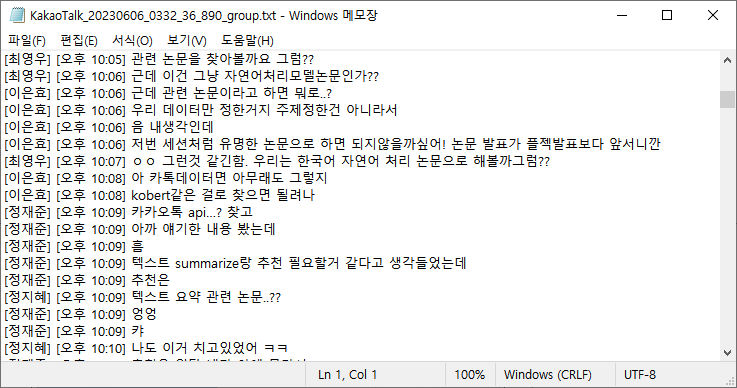 KakaoTalk_20230606_0332_36_890_group.txt - Windows 메모장
파일(F) 편집(E) 서식(O) 보기(V) 도움말(H)
[최영우] [오후 10:05] 관련 논문을 찾아볼까요 그럼??
[최영우] [오후 10:06] 근데 이건 그냥 자연어처리모델논문인가??
[이은효] [오후 10:06] 근데 관련 논문이라고 하면 뭐로..?
[이은효] [오후 10:06] 우리 데이터만 정한거지 주제정한건 아니라서
[이은효] [오후 10:06] 음 내생각인데
[이은효] [오후 10:06] 저번 세션처럼 유명한 논문으로 하면 되지않을까싶어! 논문 발표가 플젝발표보다 앞서니깐
[최영우] [오후 10:07] ㅇㅇ 그런것 같긴함. 우리는 한국어 자연어 처리 논문으로 해볼까그럼??
[이은효] [오후 10:08] 아 카톡데이터면 아무래도 그렇지
[이은효] [오후 10:08] kobert같은 걸로 찾으면 될려나
[정재준] [오후 10:09] 카카오톡 api...? 찾고
[정재준] [오후 10:09] 아까 얘기한 내용 봤는데
[정재준] [오후 10:09] 흠
[정재준] [오후 10:09] 텍스트 summarize랑 추천 필요할거 같다고 생각들었는데
[정재준] [오후 10:09] 추천은
[정지혜] [오후 10:09] 텍스트 요약 관련 논문..??
[정재준] [오후 10:09] 엉엉
[정재준] [오후 10:09] 캬
[정지혜] [오후 10:10] 나도 이거 치고있었어 ㅋㅋ
Ln 1, Col 1 100% Windows (CRLF) UTF-8